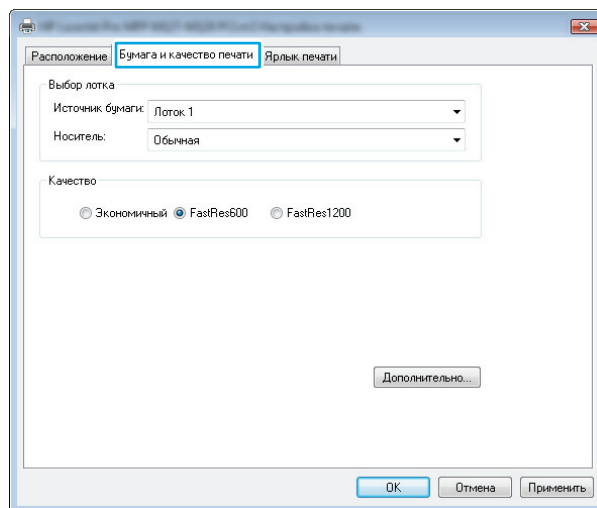 Расположение Бумага и качество печати Ярлык печати
Выбор лотка
Источник бумаги: Лоток 1
Носитель: Обычная
Качество
Экономичный FastRes600 FastRes1200
Дополнительно...
OK Отмена Применить